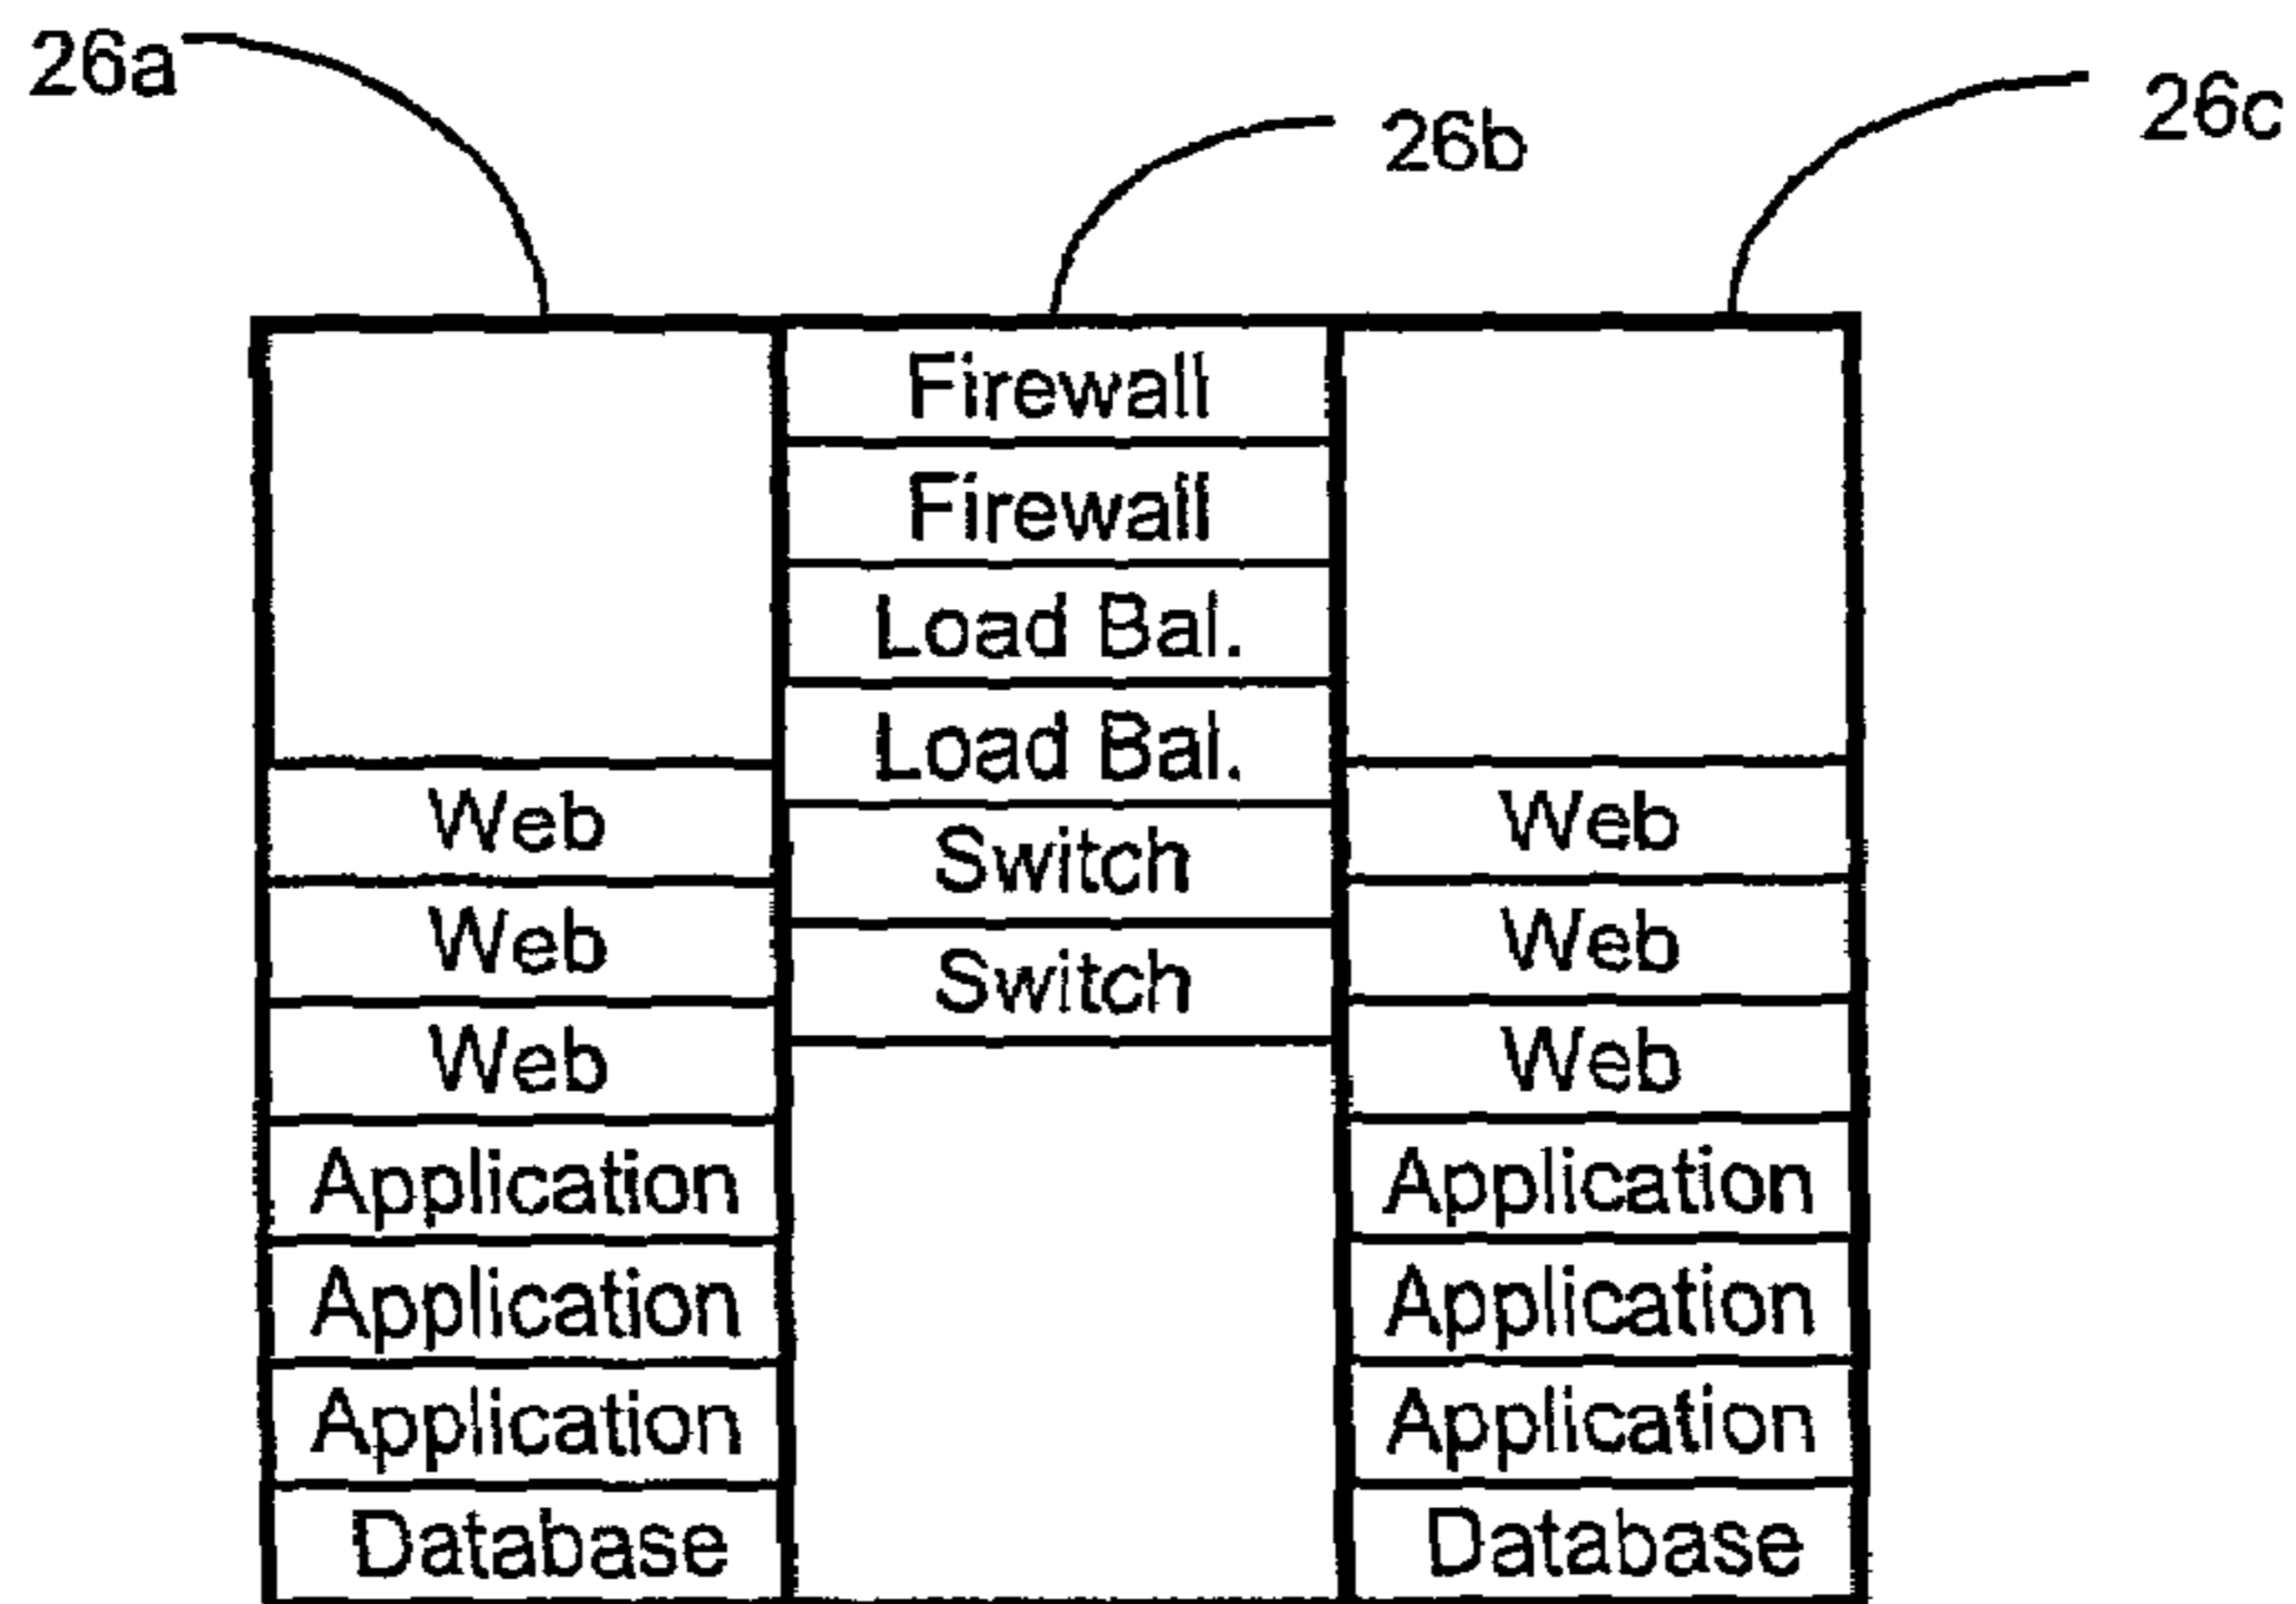 26a
26b
26c
Firewall
Firewall
Load Bal.
Load Bal.
Switch
Switch
Web
Web
Web
Application
Application
Application
Database
Web
Web
Web
Application
Application
Application
Database